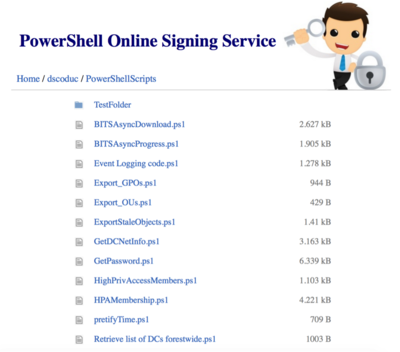 PowerShell Online Signing Service
Home / dscoduc / PowerShellScripts
TestFolder
BITSAsyncDownload.ps1 2.627 kB
BITSAsyncProgress.ps1 1.905 kB
Event Logging code.ps1 1.278 kB
Export_GPOs.ps1 944 B
Export_OUs.ps1 429 B
ExportStaleObjects.ps1 1.41 kB
GetDCNetInfo.ps1 3.163 kB
GetPassword.ps1 6.339 kB
HighPrivAccessMembers.ps1 1.103 kB
HPAMembership.ps1 4.221 kB
pretifyTime.ps1 709 B
Retrieve list of DCs forestwide.ps1 1003 B